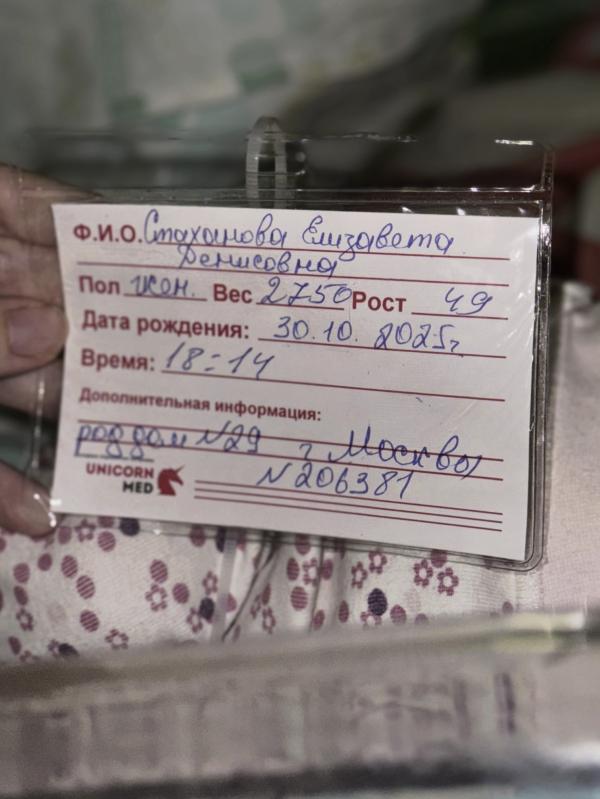 Ф.И.О. Стаханова Елизавета
Денисовна
Пол жен. Вес 2750 Рост 49
Дата рождения: 30.10. 2025г.
Время: 18:14
Дополнительная информация:
роддом №29 г Москвы
UNICORN
MED
№206381